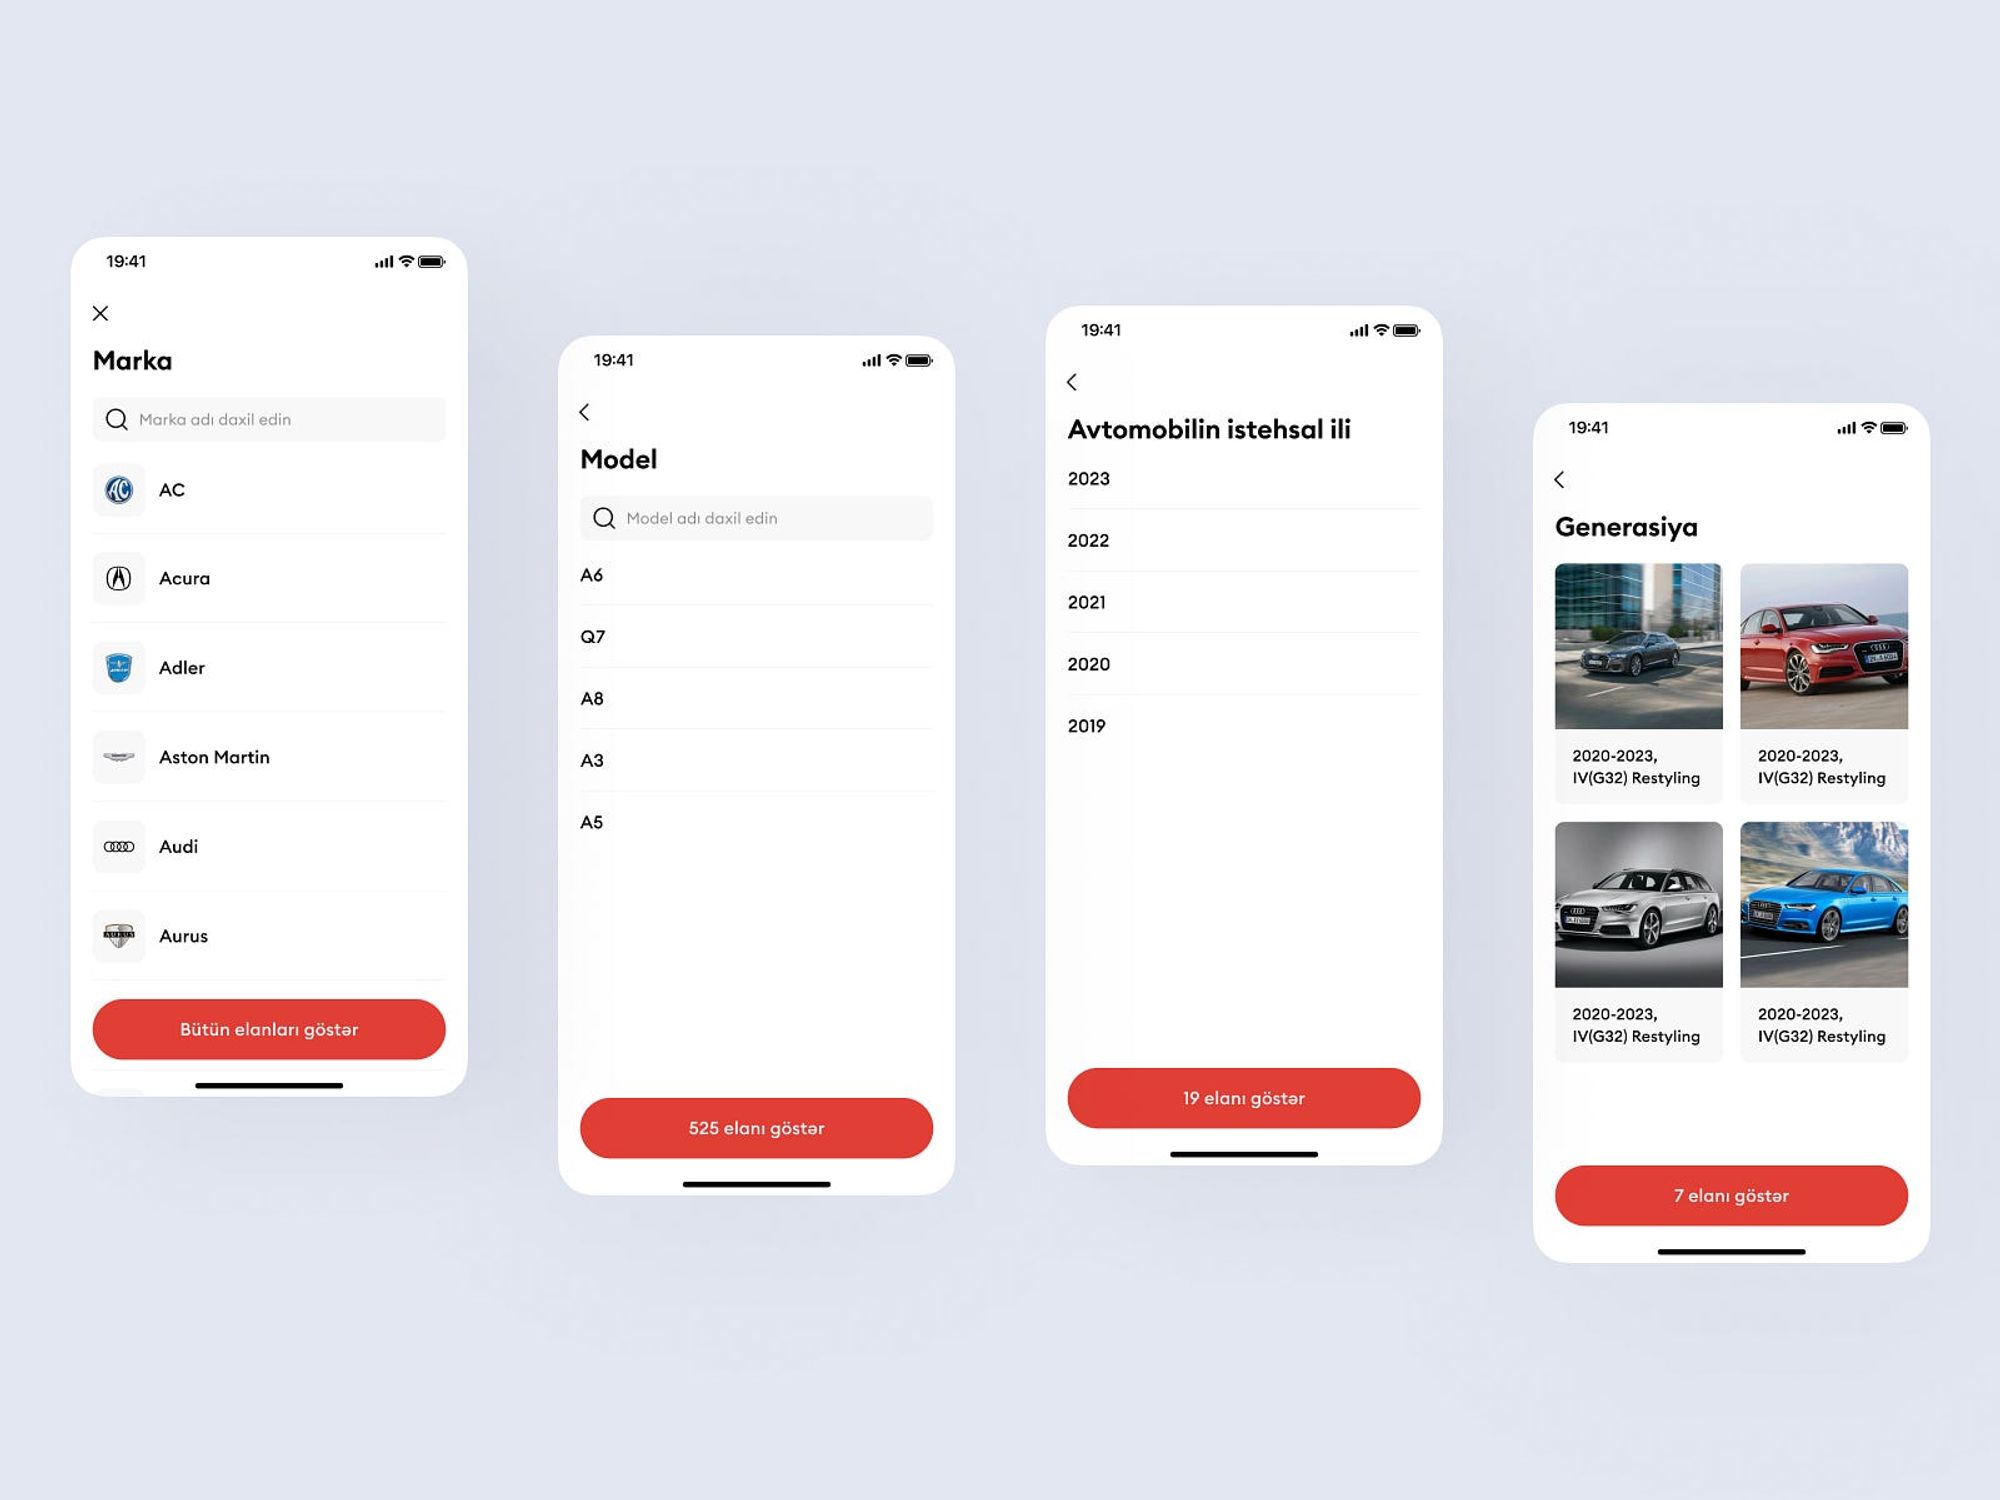 19:41
Marka
Marka adı daxil edin
AC
Acura
Adler
Aston Martin
Audi
AURUS
Aurus
Bütün elanları göstər
19:41
Model
Model adı daxil edin
A6
Q7
A8
A3
A5
525 elanı göstər
19:41
Avtomobilin istehsal ili
2023
2022
2021
2020
2019
19 elanı göstər
19:41
Generasiya
2020-2023,
IV(G32) Restyling
2020-2023,
IV(G32) Restyling
2020-2023,
IV(G32) Restyling
2020-2023,
IV(G32) Restyling
7 elanı göstər